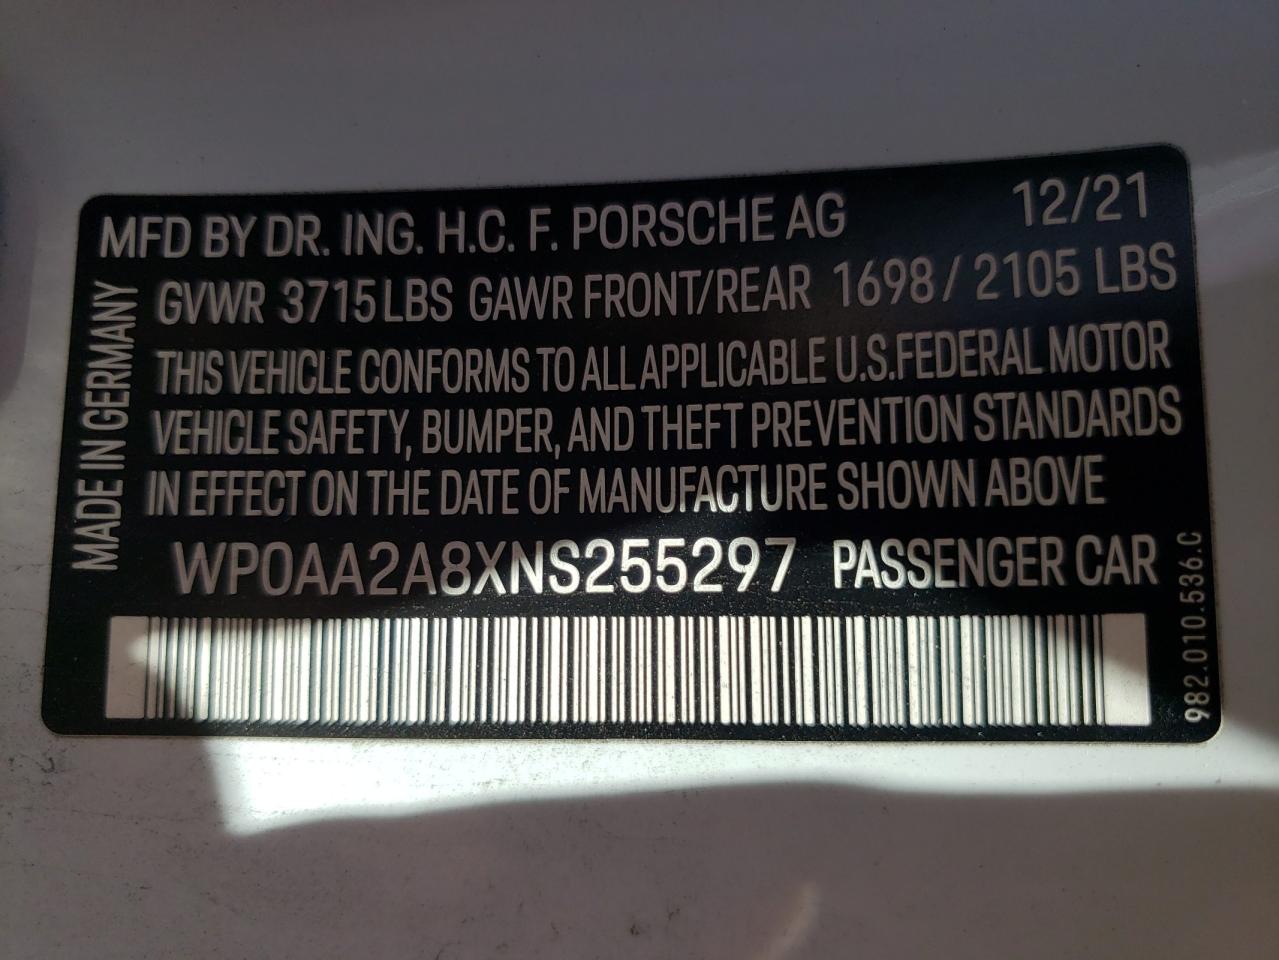 MFD BY DR. ING. H.C. F. PORSCHE AG 12/21
GVWR 3715 LBS GAWR FRONT/REAR 1698 / 2105 LBS
THIS VEHICLE CONFORMS TO ALL APPLICABLE U.S.FEDERAL MOTOR
VEHICLE SAFETY, BUMPER, AND THEFT PREVENTION STANDARDS
IN EFFECT ON THE DATE OF MANUFACTURE SHOWN ABOVE
WP0AA2A8XNS255297 PASSENGER CAR
MADE IN GERMANY
982.010.536.C